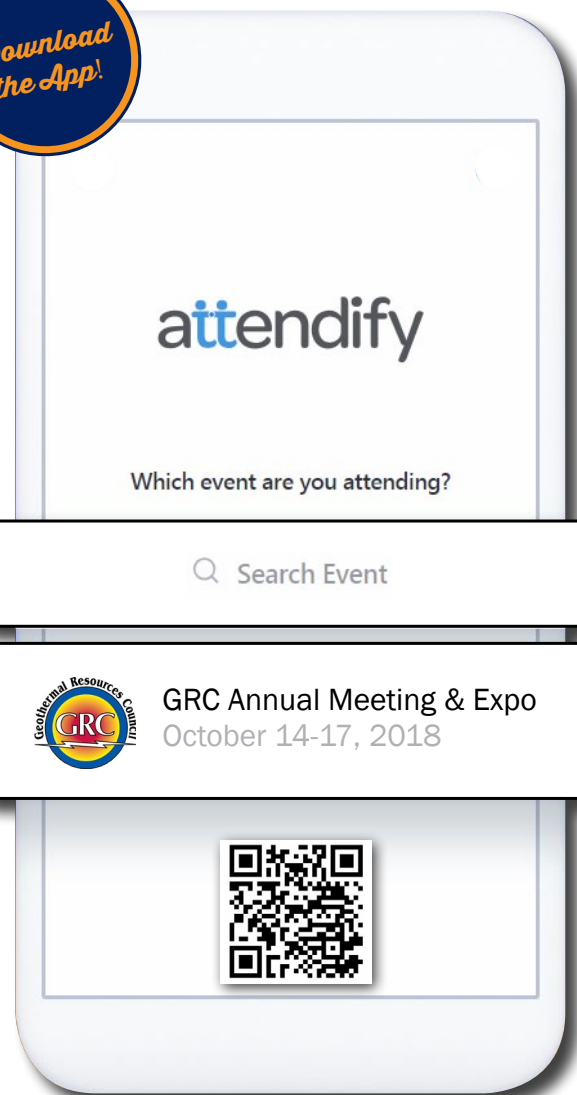 Download
the App!
attendify
Which event are you attending?
Search Event
Geothermal Resources Council
GRC
GRC Annual Meeting & Expo
October 14-17, 2018